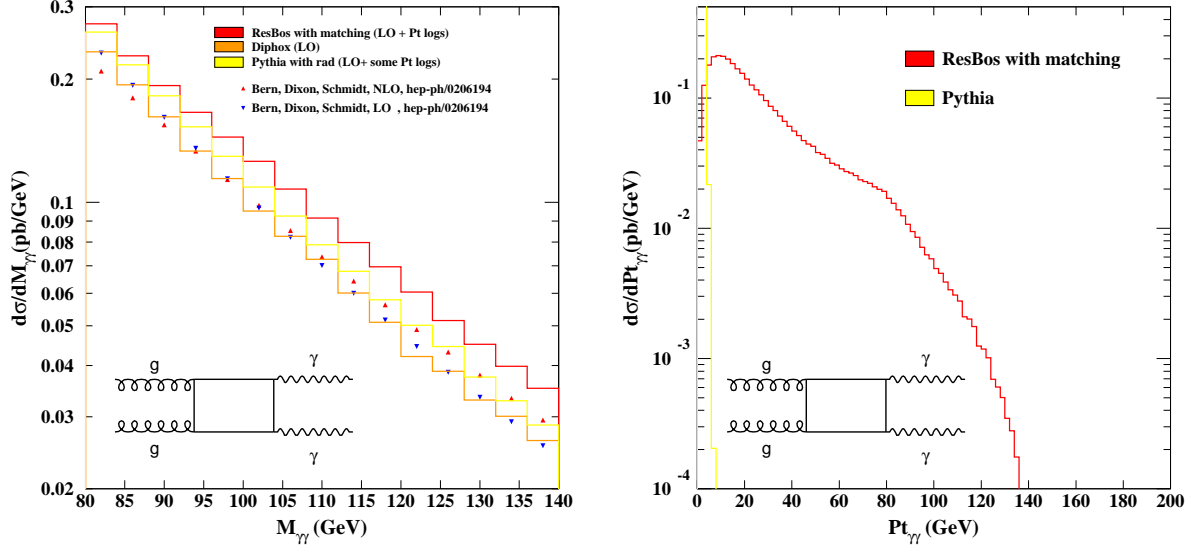 ResBos with matching (LO + Pt logs)
Diphox (LO)
Pythia with rad (LO+ some Pt logs)
Bern, Dixon, Schmidt, NLO, hep-ph/0206194
Bern, Dixon, Schmidt, LO , hep-ph/0206194
dσ/dMγγ(pb/GeV)
0.3
0.2
0.1
0.09
0.08
0.07
0.06
0.05
0.04
0.03
0.02
g
γ
g
γ
80 85 90 95 100 105 110 115 120 125 130 135 140
Mγγ (GeV)
ResBos with matching
Pythia
dσ/dPtγγ(pb/GeV)
10⁻¹
10⁻²
10⁻³
10⁻⁴
g
γ
g
γ
0 20 40 60 80 100 120 140 160 180 200
Ptγγ (GeV)